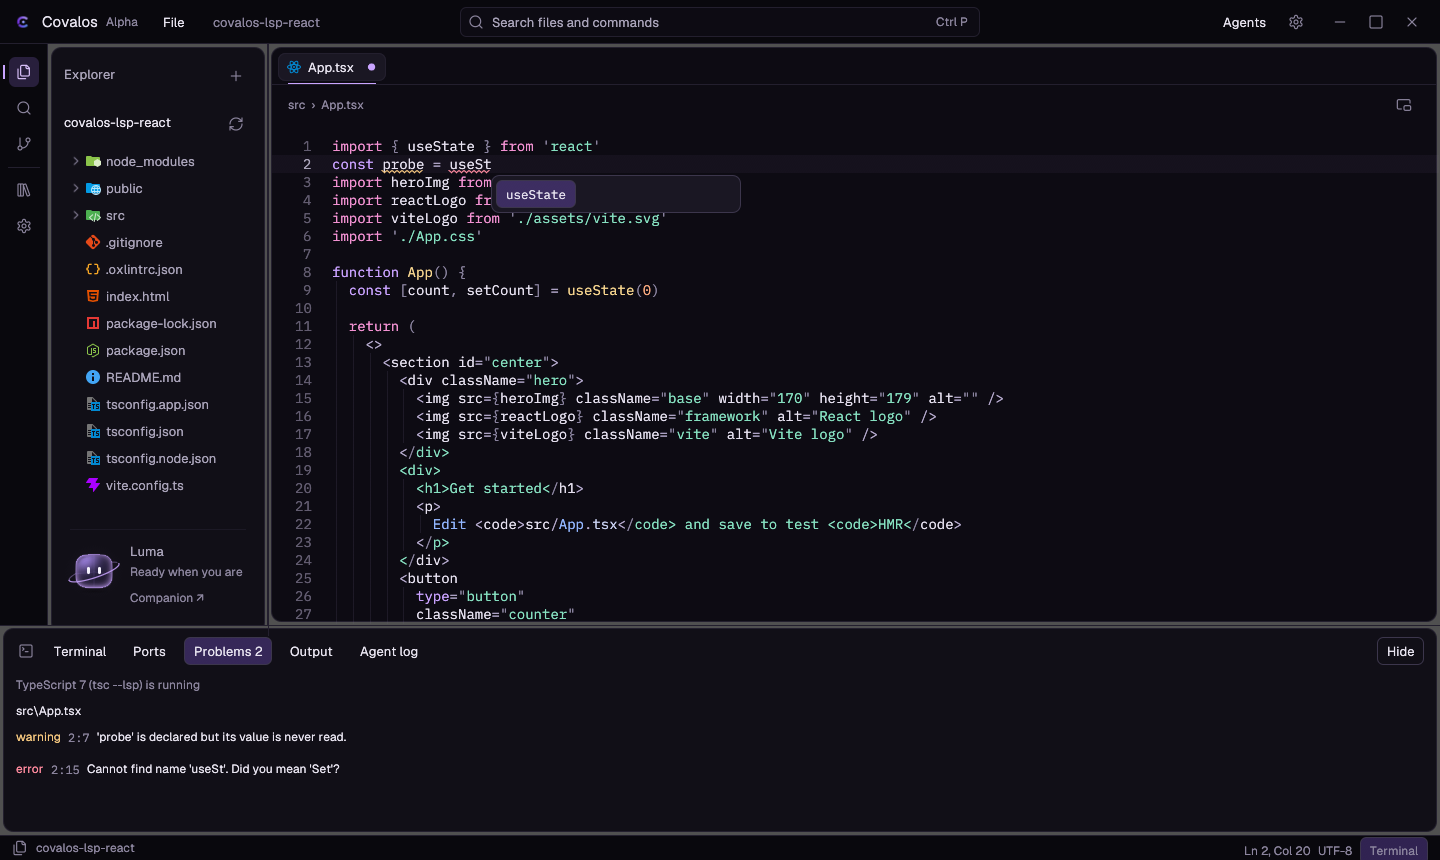 Covalos Alpha File covalos-lsp-react Search files and commands Ctrl P Agents
Explorer
covalos-lsp-react
node_modules
public
src
.gitignore
.oxlintrc.json
index.html
package-lock.json
package.json
README.md
tsconfig.app.json
tsconfig.json
tsconfig.node.json
vite.config.ts
Luma
Ready when you are
Companion ↗
App.tsx
src › App.tsx
1 import { useState } from 'react'
2 const probe = useSt
useState
3 import heroImg from
4 import reactLogo fr
5 import viteLogo from './assets/vite.svg'
6 import './App.css'
7
8 function App() {
9 const [count, setCount] = useState(0)
10
11 return (
12 <>
13 <section id="center">
14 <div className="hero">
15 <img src={heroImg} className="base" width="170" height="179" alt="" />
16 <img src={reactLogo} className="framework" alt="React logo" />
17 <img src={viteLogo} className="vite" alt="Vite logo" />
18 </div>
19 <div>
20 <h1>Get started</h1>
21 <p>
22 Edit <code>src/App.tsx</code> and save to test <code>HMR</code>
23 </p>
24 </div>
25 <button
26 type="button"
27 className="counter"
Terminal Ports Problems 2 Output Agent log Hide
TypeScript 7 (tsc --lsp) is running
src\App.tsx
warning 2:7 'probe' is declared but its value is never read.
error 2:15 Cannot find name 'useSt'. Did you mean 'Set'?
covalos-lsp-react Ln 2, Col 20 UTF-8 Terminal